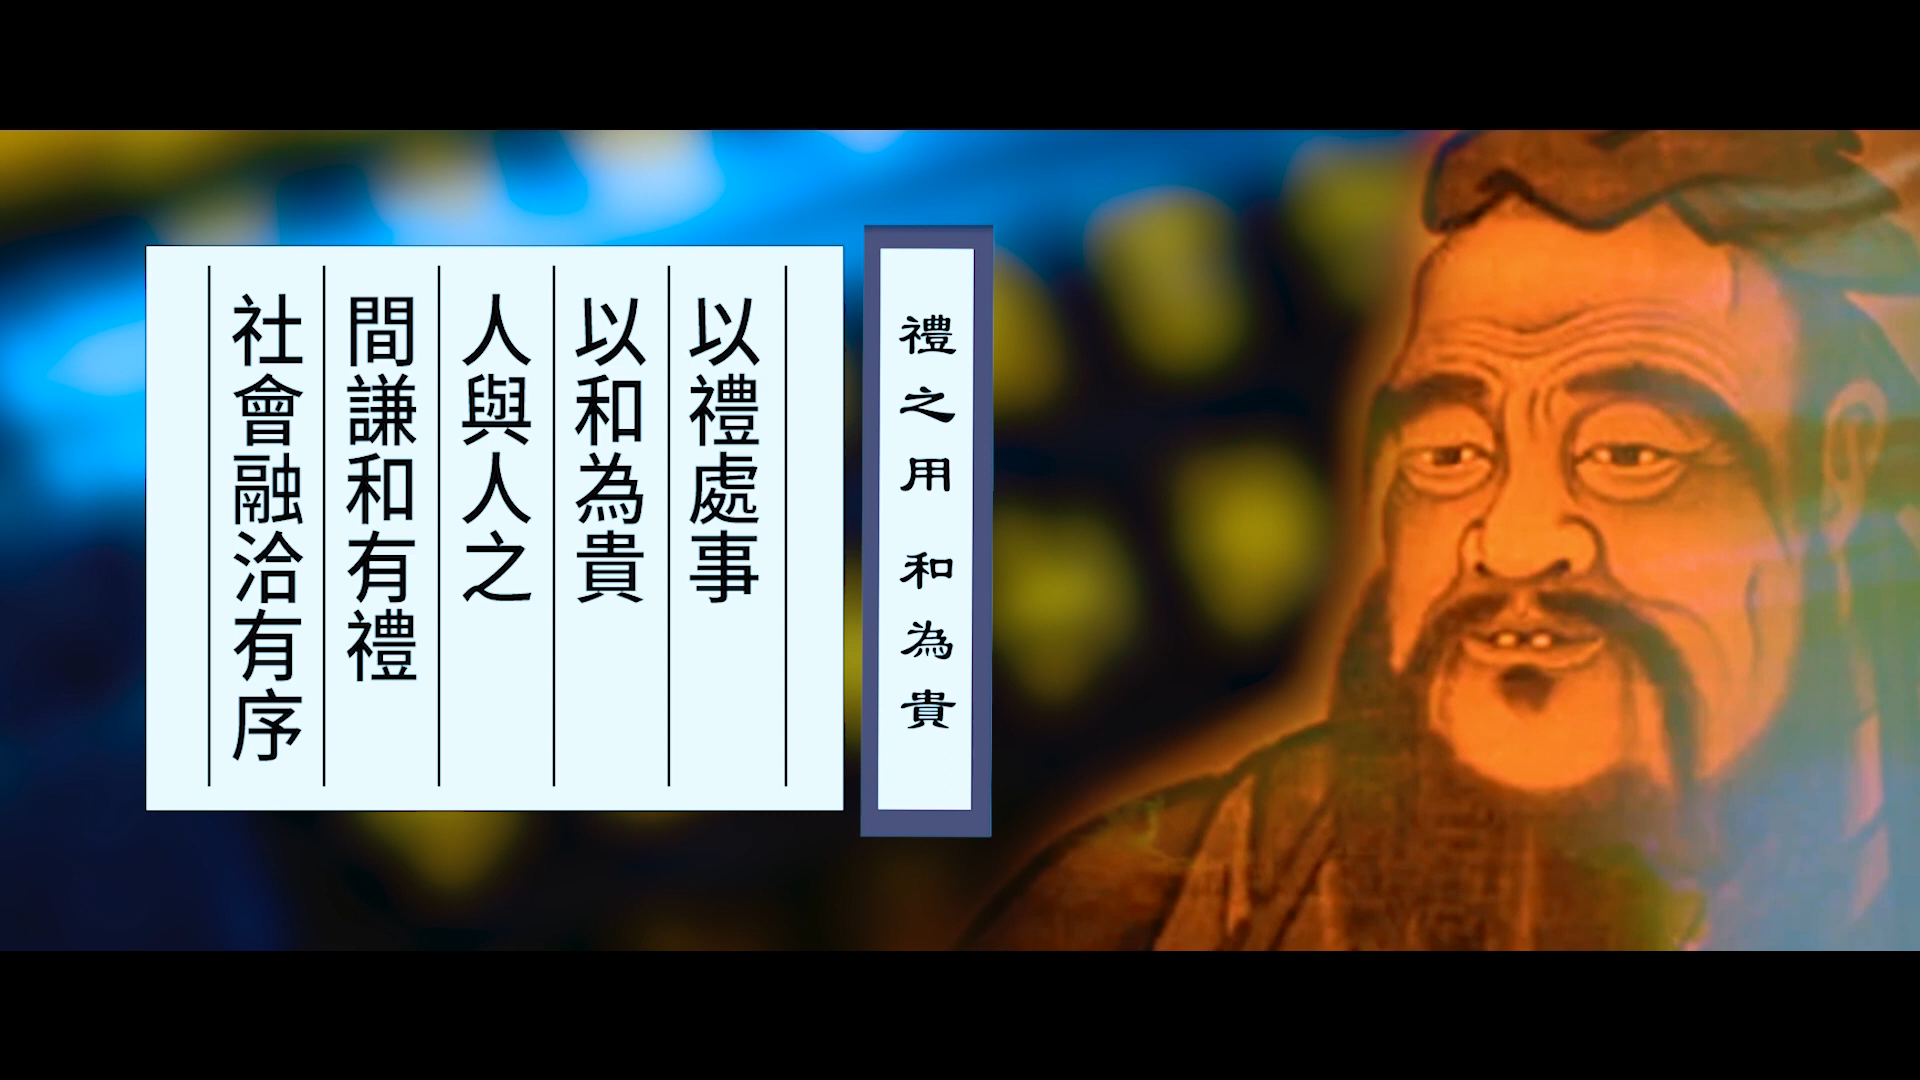 禮之用 和為貴
以禮處事
以和為貴
人與人之
間謙和有禮
社會融洽有序